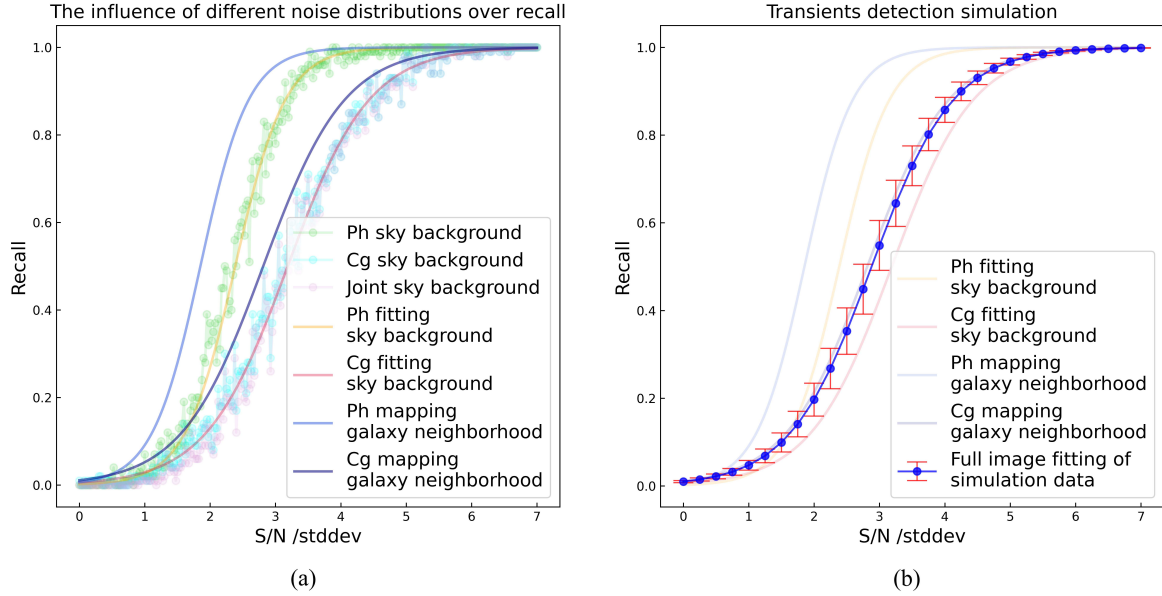 The influence of different noise distributions over recall
1.0
0.8
0.6
0.4
0.2
0.0
Recall
0 1 2 3 4 5 6 7
S/N /stddev
Ph sky background
Cg sky background
Joint sky background
Ph fitting
sky background
Cg fitting
sky background
Ph mapping
galaxy neighborhood
Cg mapping
galaxy neighborhood
(a)
Transients detection simulation
1.0
0.8
0.6
0.4
0.2
0.0
Recall
0 1 2 3 4 5 6 7
S/N /stddev
Ph fitting
sky background
Cg fitting
sky background
Ph mapping
galaxy neighborhood
Cg mapping
galaxy neighborhood
Full image fitting of
simulation data
(b)